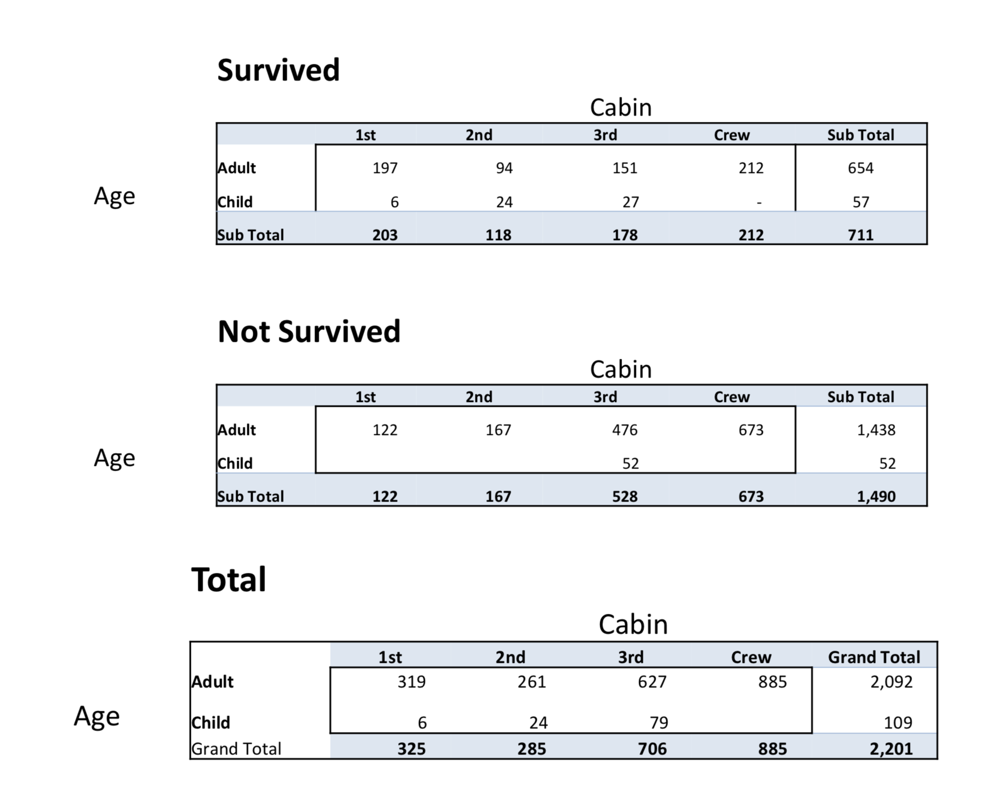 Survived
Cabin
1st 2nd 3rd Crew Sub Total
Adult 197 94 151 212 654
Age
Child 6 24 27 - 57
Sub Total 203 118 178 212 711
Not Survived
Cabin
1st 2nd 3rd Crew Sub Total
Adult 122 167 476 673 1,438
Age
Child 52 52
Sub Total 122 167 528 673 1,490
Total
Cabin
1st 2nd 3rd Crew Grand Total
Adult 319 261 627 885 2,092
Age
Child 6 24 79 109
Grand Total 325 285 706 885 2,201